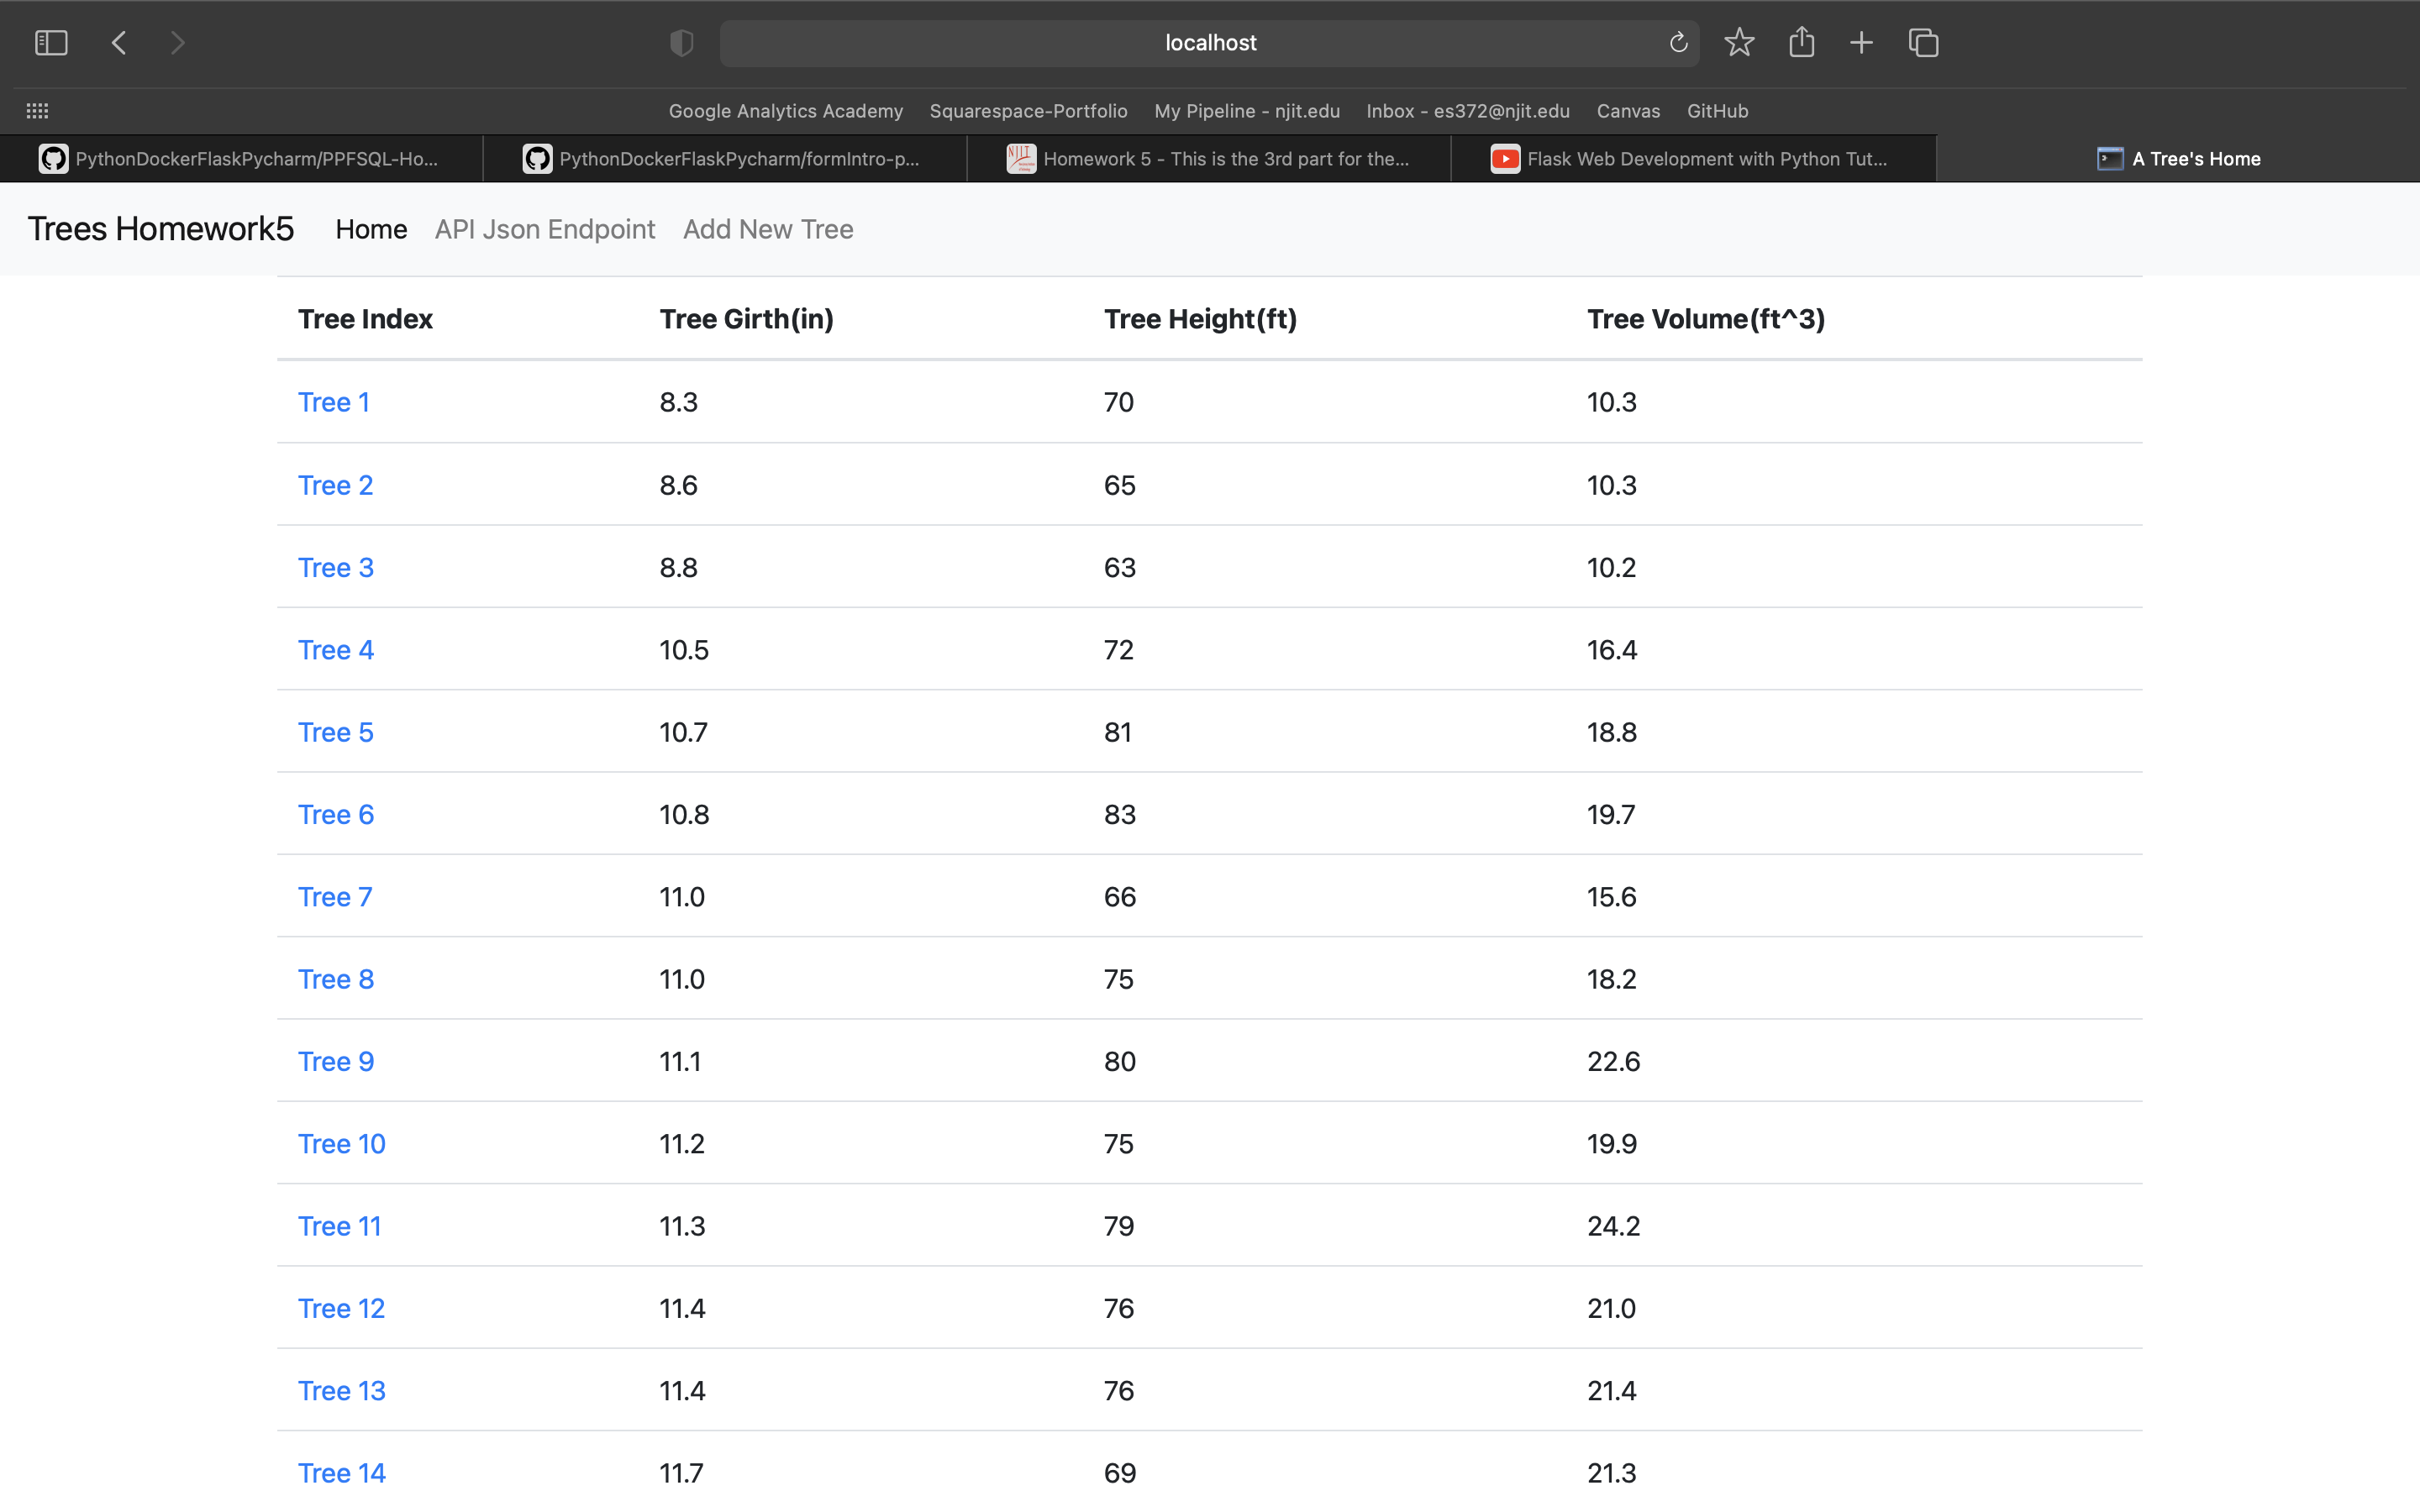 localhost
Google Analytics Academy Squarespace-Portfolio My Pipeline - njit.edu Inbox - es372@njit.edu Canvas GitHub
PythonDockerFlaskPycharm/PPFSQL-Ho... PythonDockerFlaskPycharm/formIntro-p... NJIT Homework 5 - This is the 3rd part for the... Flask Web Development with Python Tut... A Tree's Home
Trees Homework5 Home API Json Endpoint Add New Tree
Tree Index Tree Girth(in) Tree Height(ft) Tree Volume(ft^3)
Tree 1 8.3 70 10.3
Tree 2 8.6 65 10.3
Tree 3 8.8 63 10.2
Tree 4 10.5 72 16.4
Tree 5 10.7 81 18.8
Tree 6 10.8 83 19.7
Tree 7 11.0 66 15.6
Tree 8 11.0 75 18.2
Tree 9 11.1 80 22.6
Tree 10 11.2 75 19.9
Tree 11 11.3 79 24.2
Tree 12 11.4 76 21.0
Tree 13 11.4 76 21.4
Tree 14 11.7 69 21.3